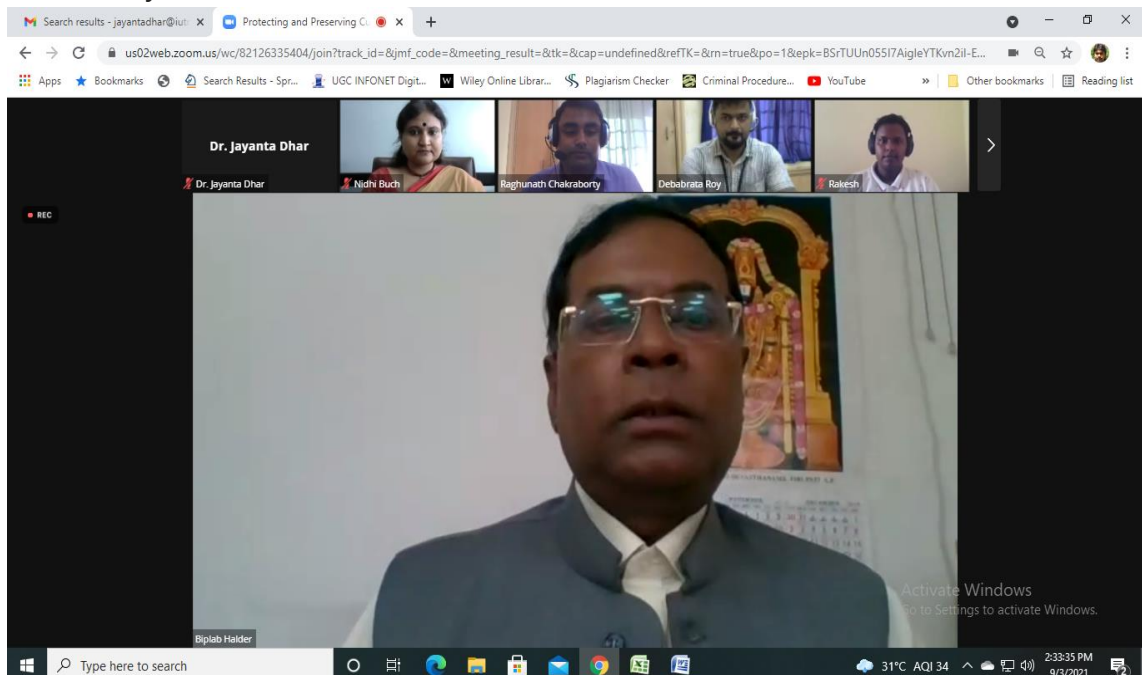 Search results - jayantadhar@iut
Protecting and Preserving Cu
us02web.zoom.us/wc/82126335404/join?track_id=&jmf_code=&meeting_result=&tk=&cap=undefined&refTK=&rn=true&po=1&epk=BSrTUUn055I7AigleYTKvn2iI-E...
Apps Bookmarks Search Results - Spr... UGC INFONET Digit... Wiley Online Librar... Plagiarism Checker Criminal Procedure... YouTube » Other bookmarks Reading list
Dr. Jayanta Dhar
Dr. Jayanta Dhar Nidhi Buch Raghunath Chakraborty Debabrata Roy Rakesh
REC
Activate Windows
Go to Settings to activate Windows.
Biplab Halder
Type here to search
31°C AQI 34
2:33:35 PM
9/3/2021
2